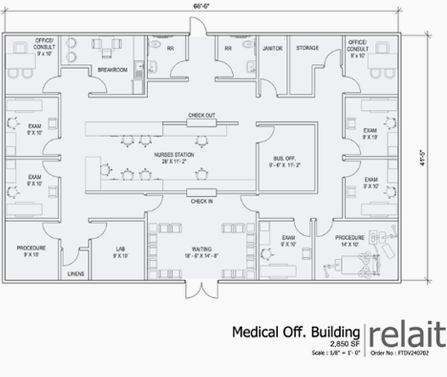 66'-6"
OFFICE/
CONSULT
9' x 10'
BREAKROOM
RR
RR
JANITOR
STORAGE
OFFICE/
CONSULT
9' x 10'
EXAM
9' X 10'
CHECK OUT
EXAM
9' X 10'
41'-5"
NURSES STATION
28' X 11'- 2"
BUS. OFF.
9' - 6" X 11'- 2"
EXAM
9' X 10'
EXAM
9' X 10'
CHECK IN
PROCEDURE
9' X 13'
LINENS
LAB
9' X 10'
WAITING
18' - 6" X 14' - 8"
EXAM
9' X 10'
PROCEDURE
14' X 10'
Medical Off. Building
2,850 SF
Scale : 1/8" = 1'- 0"
relait
Order No : FTDV240702